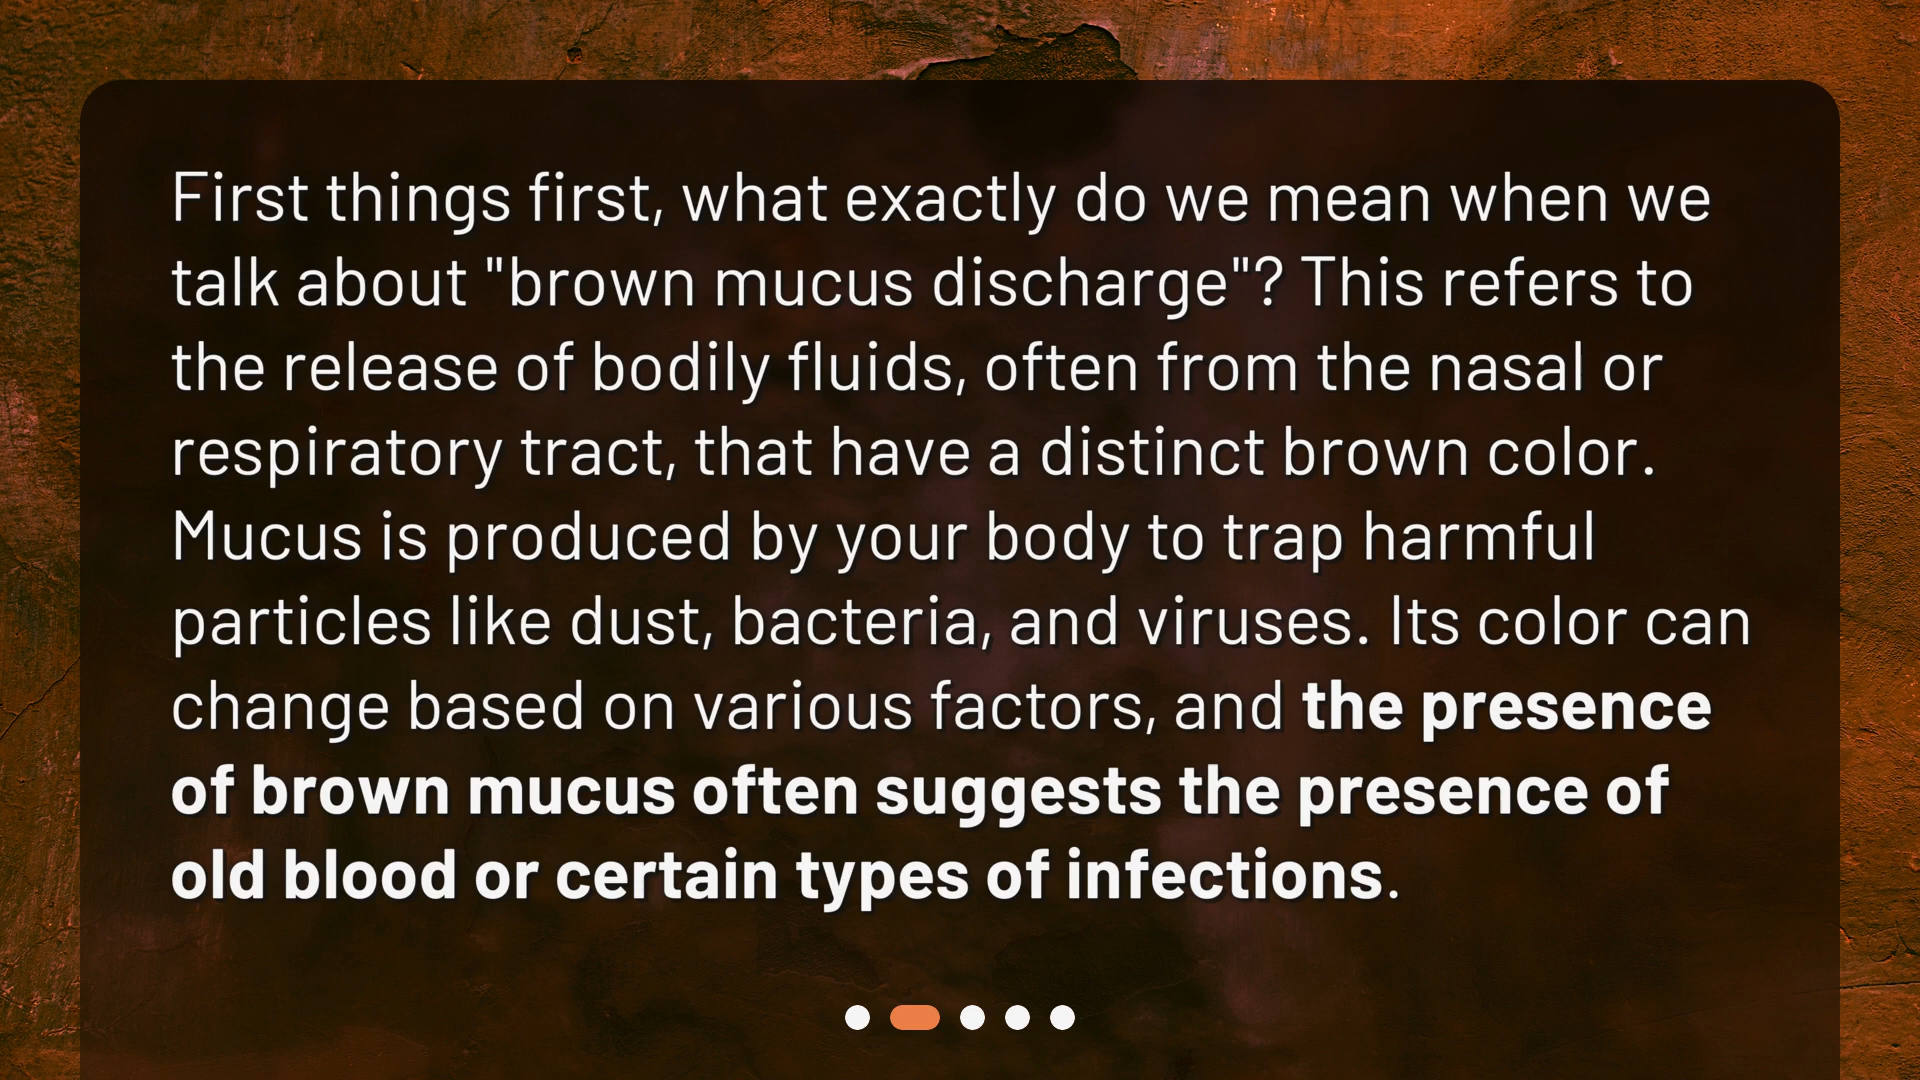 First things first, what exactly do we mean when we
talk about "brown mucus discharge"? This refers to
the release of bodily fluids, often from the nasal or
respiratory tract, that have a distinct brown color.
Mucus is produced by your body to trap harmful
particles like dust, bacteria, and viruses. Its color can
change based on various factors, and the presence
of brown mucus often suggests the presence of
old blood or certain types of infections.